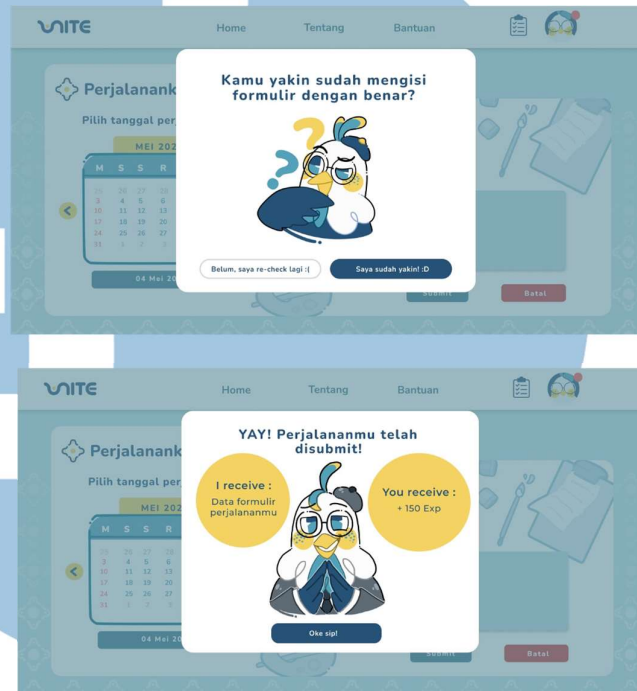 UNITE
Home Tentang Bantuan
Kamu yakin sudah mengisi
formulir dengan benar?
Perjalanank
Pilih tanggal per
MEI 202
M S S R
25 26 27 28
3 4 5 6
10 11 12 13
17 18 19 20
24 25 26 27
31 1 2 3
04 Mei 20
? ?
Belum, saya re-check lagi :(
Saya sudah yakin! :D
Submit
Batal
UNITE
Home Tentang Bantuan
YAY! Perjalananmu telah
disubmit!
Perjalanank
Pilih tanggal per
MEI 202
M S S R
25 26 27 28
3 4 5 6
10 11 12 13
17 18 19 20
24 25 26 27
31 1 2 3
04 Mei 20
I receive :
Data formulir
perjalananmu
You receive :
+ 150 Exp
Oke sip!
Submit
Batal